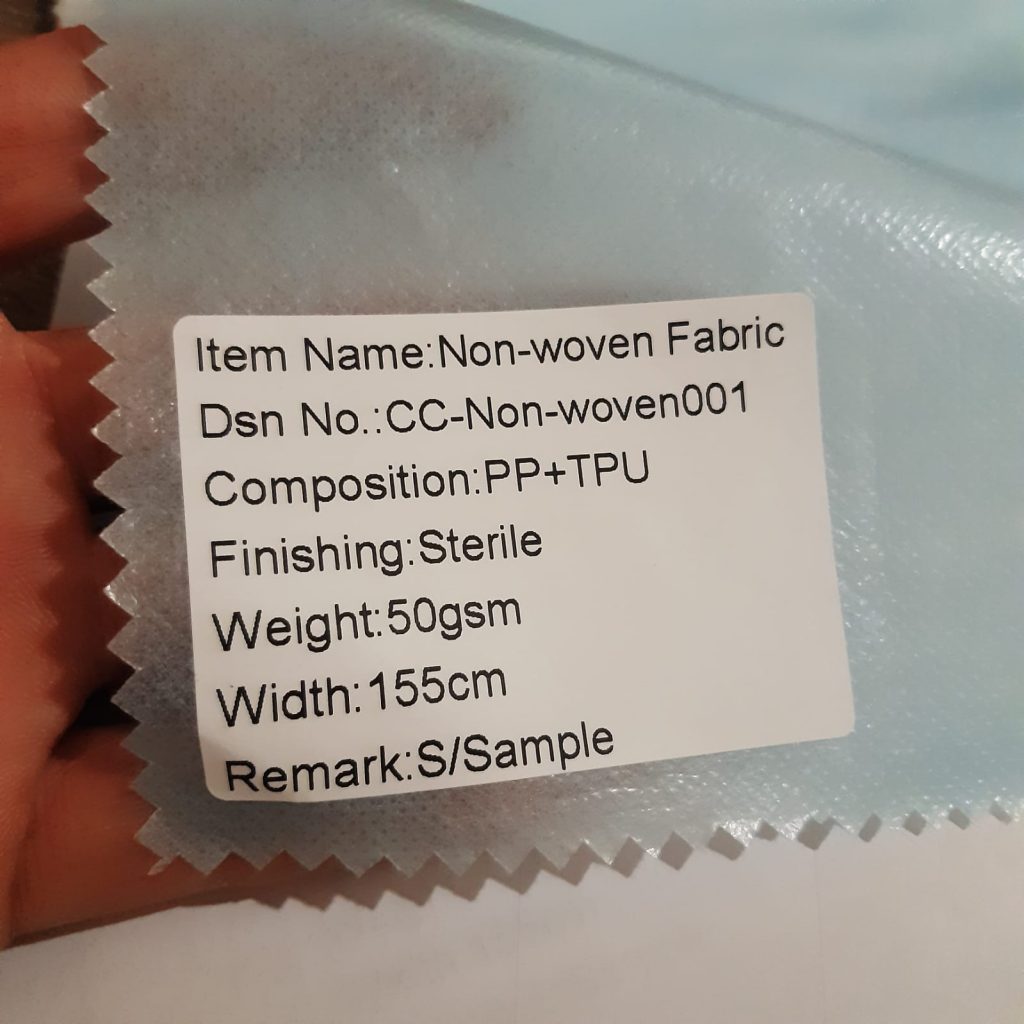 Item Name:Non-woven Fabric
Dsn No.:CC-Non-woven001
Composition:PP+TPU
Finishing:Sterile
Weight:50gsm
Width:155cm
Remark:S/Sample